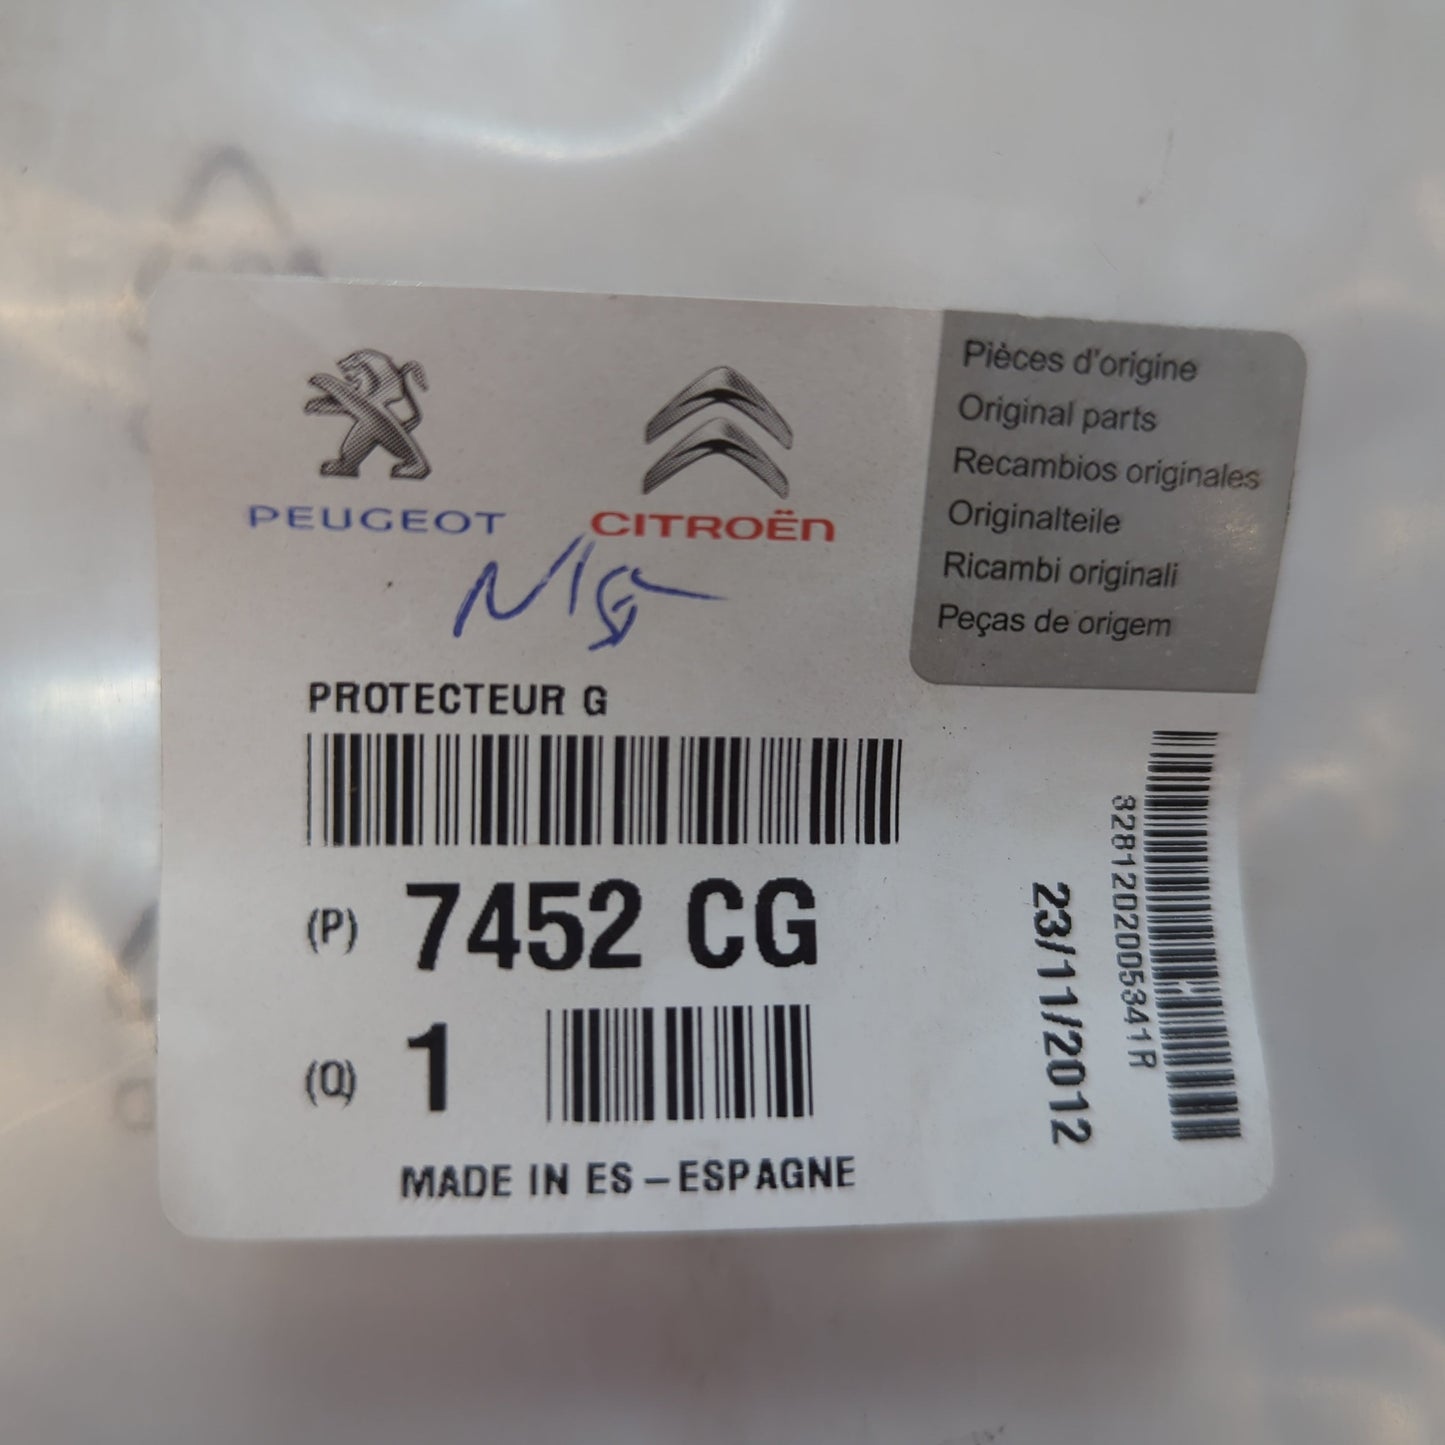 PEUGEOT
CITROËN
Pièces d'origine
Original parts
Recambios originales
Originalteile
Ricambi originali
Peças de origem
PROTECTEUR G
(P) 7452 CG
(Q) 1
MADE IN ES – ESPAGNE
23/11/2012